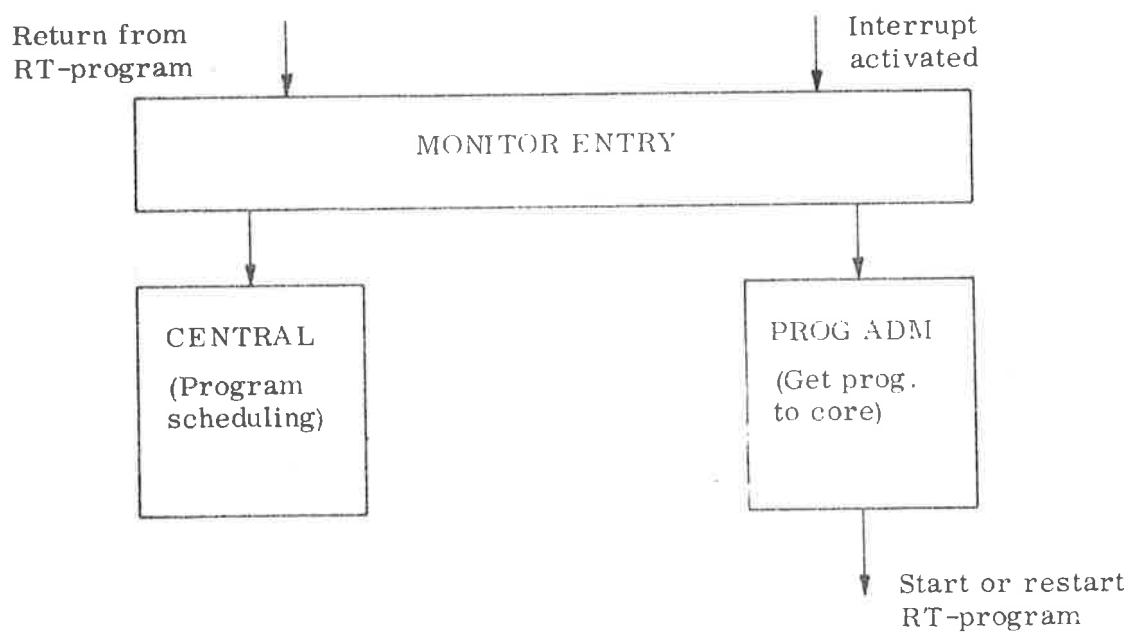 Return from
RT-program
Interrupt
activated
MONITOR ENTRY
CENTRAL
(Program
scheduling)
PROG ADM
(Get prog.
to core)
Start or restart
RT-program